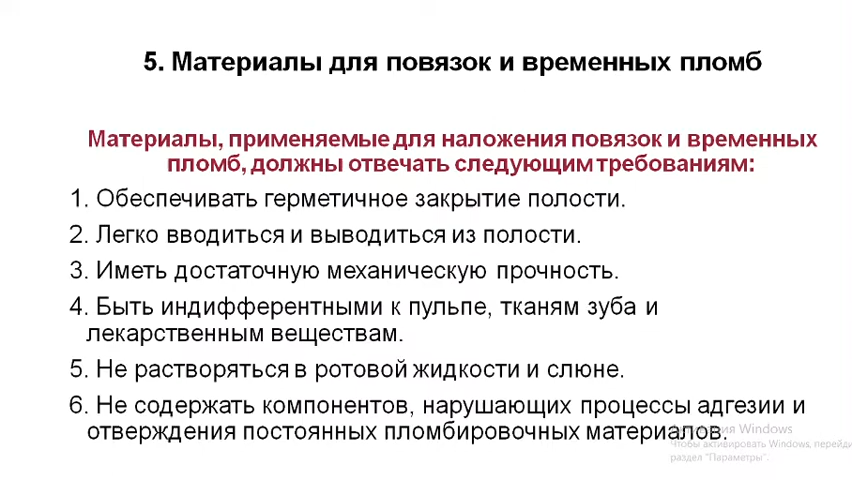 5. Материалы для повязок и временных пломб
Материалы, применяемые для наложения повязок и временных
пломб, должны отвечать следующим требованиям:
1. Обеспечивать герметичное закрытие полости.
2. Легко вводиться и выводиться из полости.
3. Иметь достаточную механическую прочность.
4. Быть индифферентными к пульпе, тканям зуба и
лекарственным веществам.
5. Не растворяться в ротовой жидкости и слюне.
6. Не содержать компонентов, нарушающих процессы адгезии и
отверждения постоянных пломбировочных материалов.
Активация Windows
Чтобы активировать Windows, перейди
раздел "Параметры".